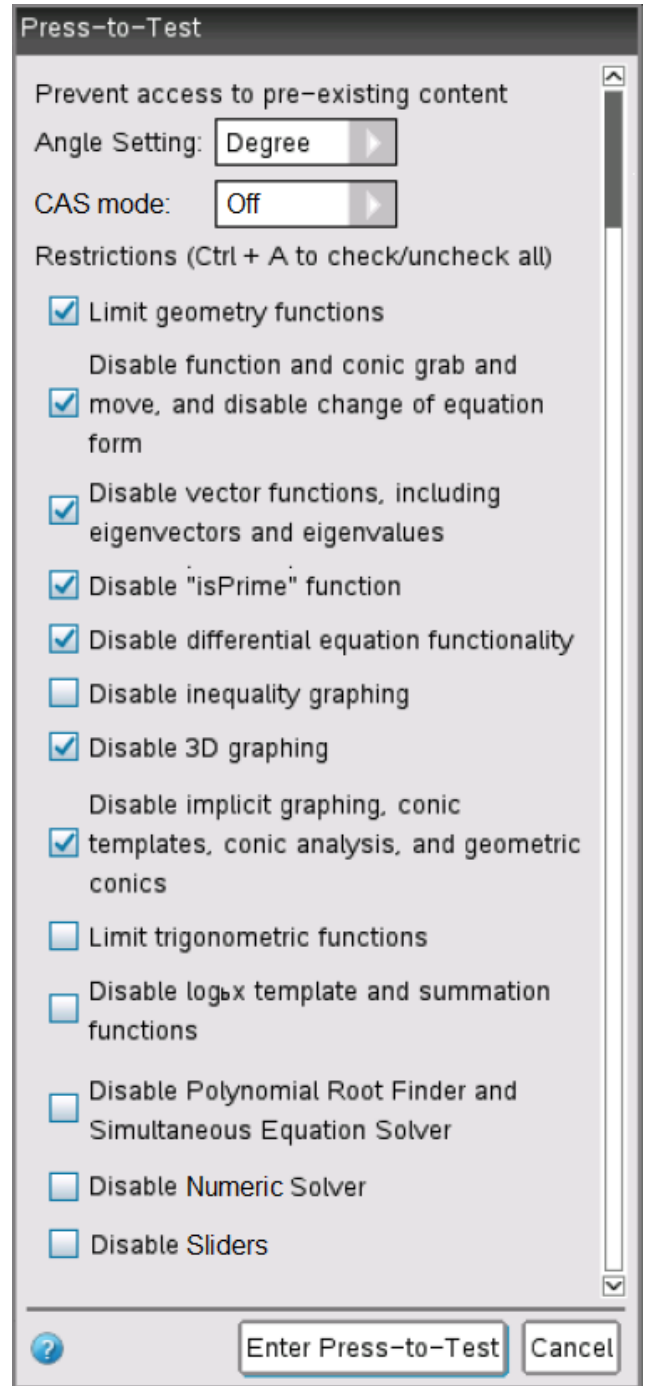 Press-to-Test
Prevent access to pre-existing content
Angle Setting: Degree
CAS mode: Off
Restrictions (Ctrl + A to check/uncheck all)
Limit geometry functions
Disable function and conic grab and
move, and disable change of equation
form
Disable vector functions, including
eigenvectors and eigenvalues
Disable "isPrime" function
Disable differential equation functionality
Disable inequality graphing
Disable 3D graphing
Disable implicit graphing, conic
templates, conic analysis, and geometric
conics
Limit trigonometric functions
Disable logьx template and summation
functions
Disable Polynomial Root Finder and
Simultaneous Equation Solver
Disable Numeric Solver
Disable Sliders
? Enter Press-to-Test Cancel